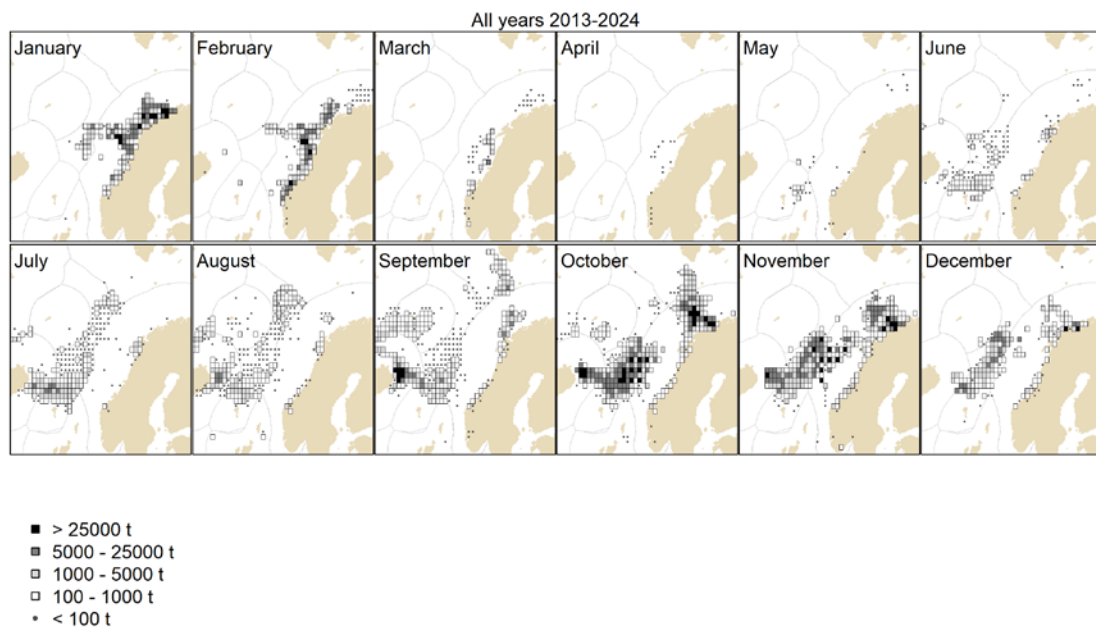 All years 2013-2024
January
February
March
April
May
June
July
August
September
October
November
December
> 25000 t
5000 - 25000 t
1000 - 5000 t
100 - 1000 t
< 100 t